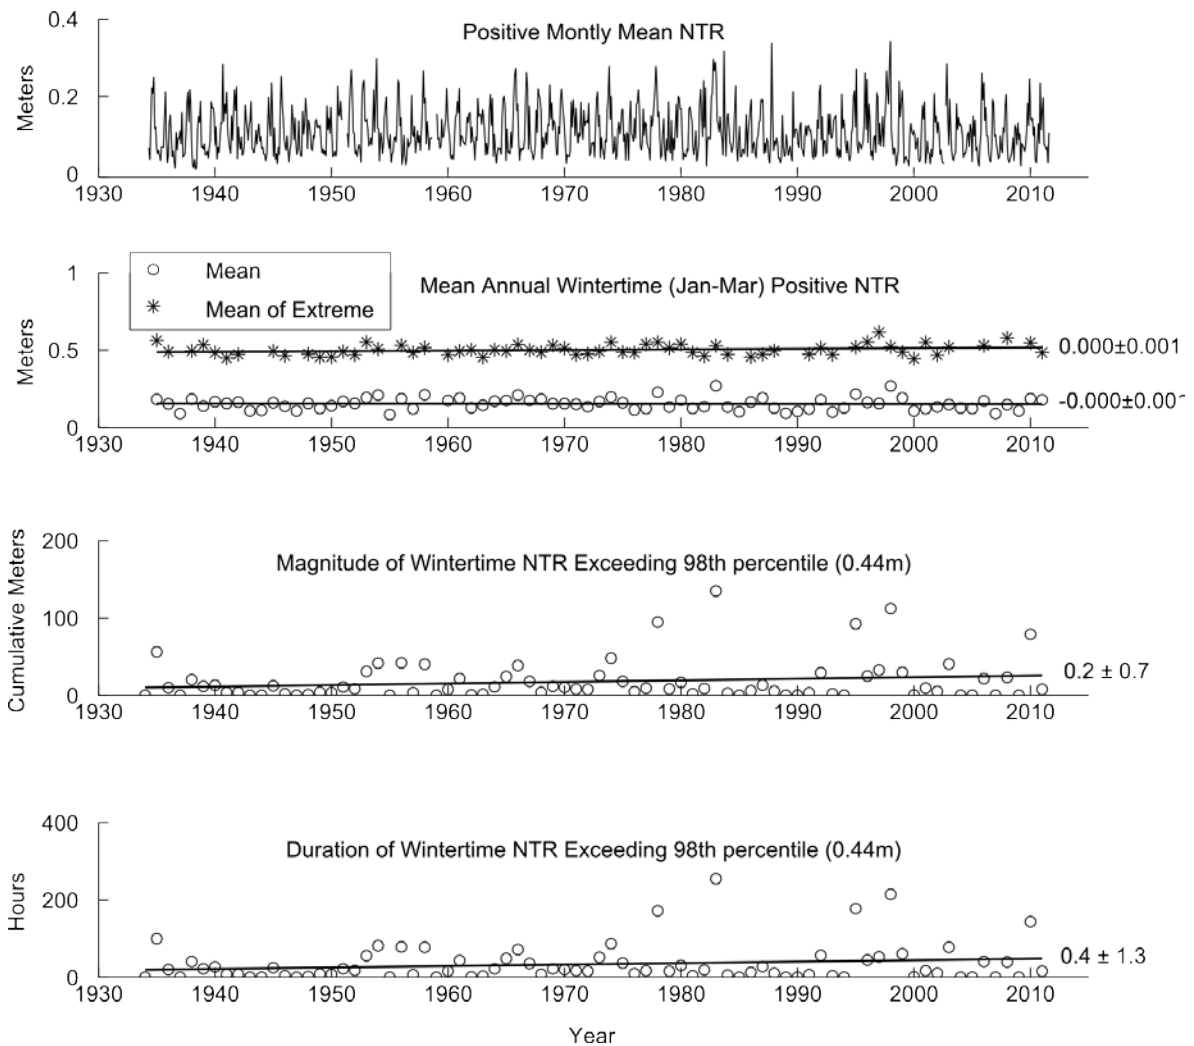 Positive Montly Mean NTR
0.4
0.2
0
Meters
1930 1940 1950 1960 1970 1980 1990 2000 2010
Mean
Mean of Extreme
Mean Annual Wintertime (Jan-Mar) Positive NTR
1
0.5
0
Meters
0.000±0.001
-0.000±0.001
1930 1940 1950 1960 1970 1980 1990 2000 2010
Magnitude of Wintertime NTR Exceeding 98th percentile (0.44m)
200
100
0
Cumulative Meters
0.2 ± 0.7
1930 1940 1950 1960 1970 1980 1990 2000 2010
Duration of Wintertime NTR Exceeding 98th percentile (0.44m)
400
200
0
Hours
0.4 ± 1.3
1930 1940 1950 1960 1970 1980 1990 2000 2010
Year